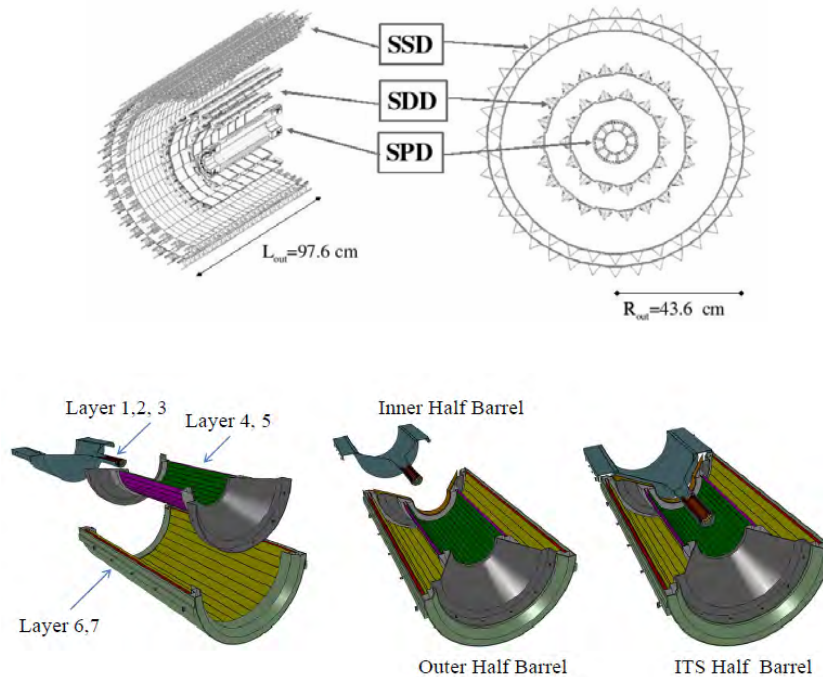 SSD
SDD
SPD
L_out=97.6 cm
R_out=43.6 cm
Layer 1,2, 3
Layer 4, 5
Inner Half Barrel
Layer 6,7
Outer Half Barrel
ITS Half Barrel